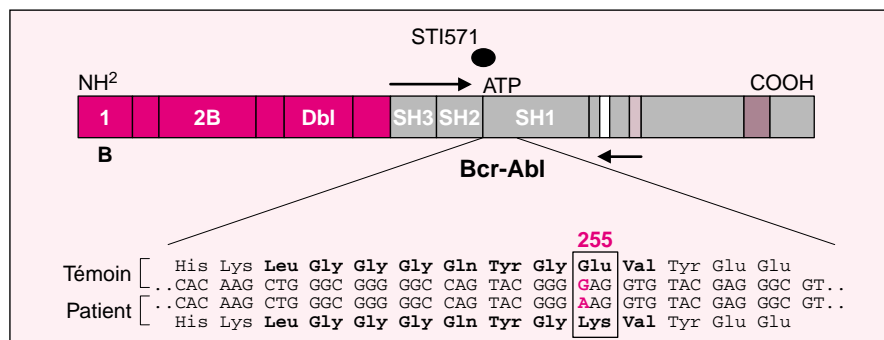 STI571
NH2 ATP COOH
1 2B Dbl SH3 SH2 SH1
B
Bcr-Abl
255
His Lys Leu Gly Gly Gly Gln Tyr Gly Glu Val Tyr Glu Glu
Témoin
..CAC AAG CTG GGC GGG GGC CAG TAC GGG GAG GTG TAC GAG GGC GT..
..CAC AAG CTG GGC GGG GGC CAG TAC GGG AAG GTG TAC GAG GGC GT..
Patient
His Lys Leu Gly Gly Gly Gln Tyr Gly Lys Val Tyr Glu Glu